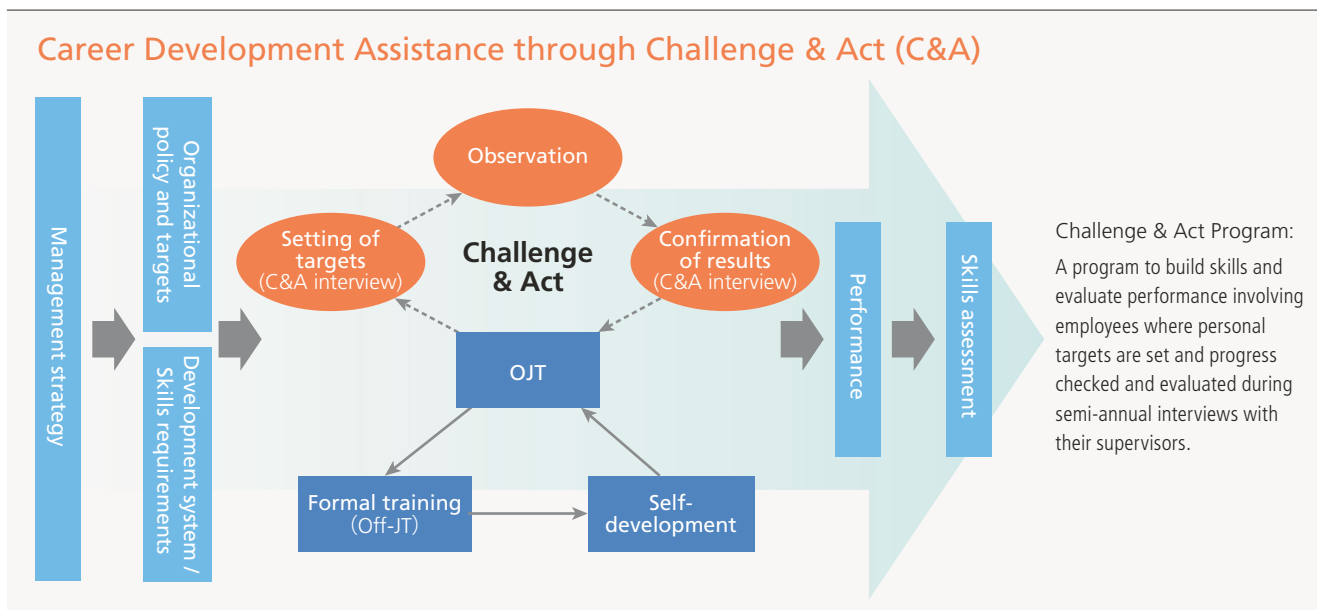 Career Development Assistance through Challenge & Act (C&A)
Management strategy
Organizational
policy and targets
Development system /
Skills requirements
Observation
Setting of
targets
(C&A interview)
Challenge
& Act
Confirmation
of results
(C&A interview)
OJT
Formal training
(Off-JT)
Self-
development
Performance
Skills assessment
Challenge & Act Program:
A program to build skills and
evaluate performance involving
employees where personal
targets are set and progress
checked and evaluated during
semi-annual interviews with
their supervisors.